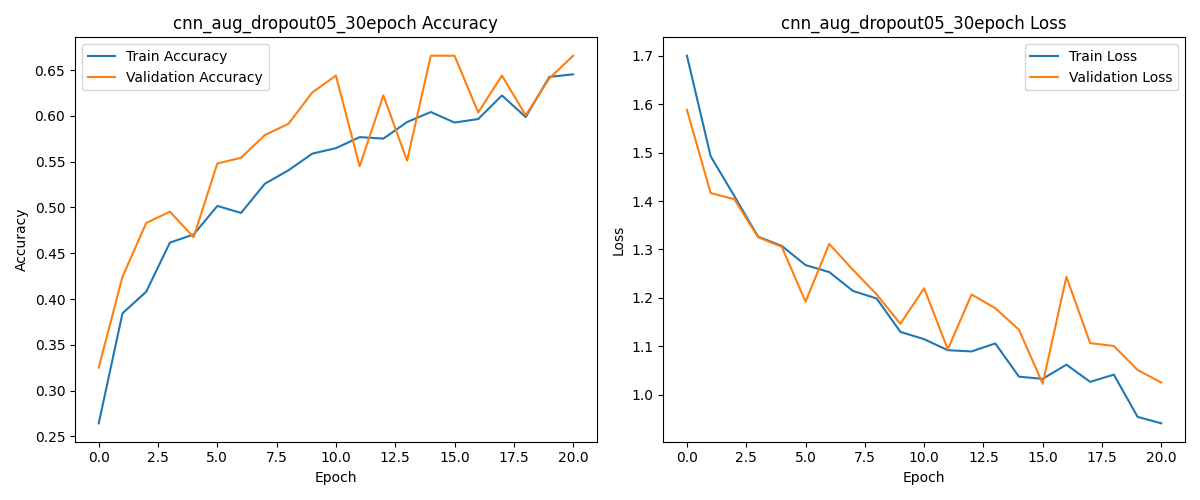 cnn_aug_dropout05_30epoch Accuracy
Train Accuracy
Validation Accuracy
0.65
0.60
0.55
0.50
0.45
0.40
0.35
0.30
0.25
Accuracy
0.0 2.5 5.0 7.5 10.0 12.5 15.0 17.5 20.0
Epoch
cnn_aug_dropout05_30epoch Loss
Train Loss
Validation Loss
1.7
1.6
1.5
1.4
1.3
1.2
1.1
1.0
Loss
0.0 2.5 5.0 7.5 10.0 12.5 15.0 17.5 20.0
Epoch